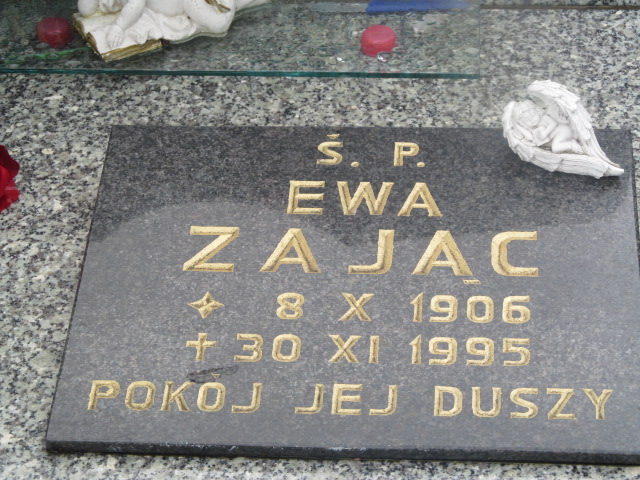 Ś. P.
EWA
ZAJĄC
8 X 1906
30 XI 1995
POKÓJ JEJ DUSZY